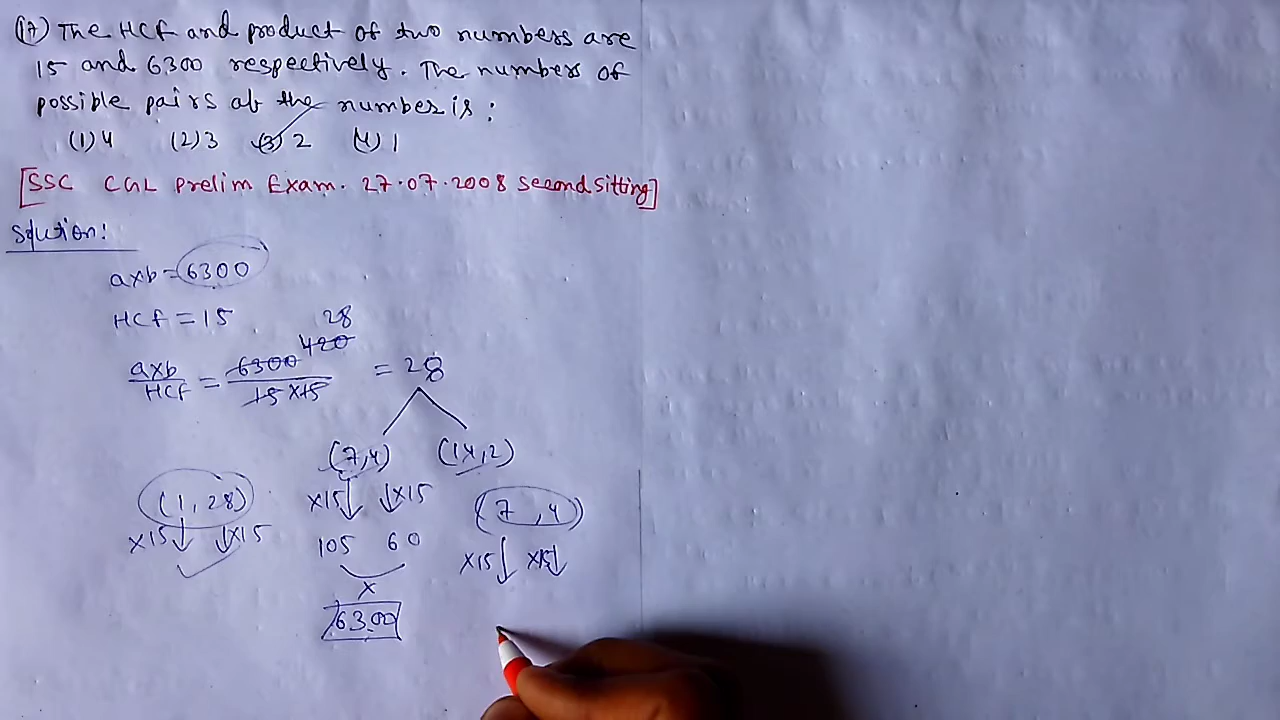 (17) The HCF and product of two numbers are
15 and 6300 respectively. The numbers of
possible pairs ob the number is:
(1) 4 (2) 3 (3) 2 (4) 1
[SSC CGL Prelim Exam. 27.07.2008 Second Sitting]
Solution:
a×b = 6300
HCF = 15
28
420
a×b/HCF = 6300/15×15 = 28
(7,4) (14,2)
(1, 28) ×15 ×15 (7, 4)
×15 ×15 105 60 ×15 ×15
×
6300